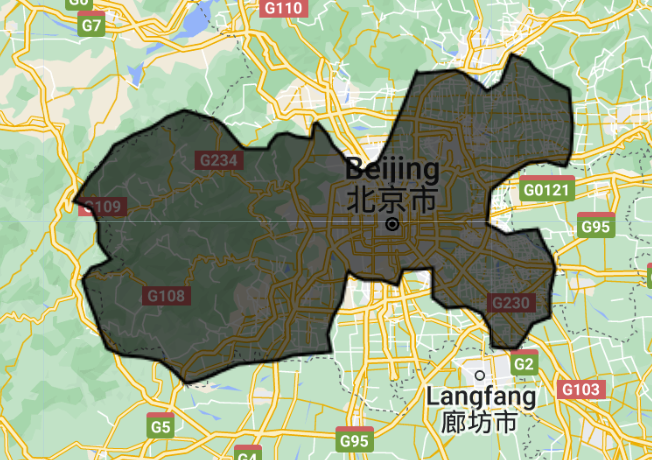 G6
G110
G7
G234
Beijing
北京市
G0121
G109
G95
G108
G230
G2
Langfang
廊坊市
G103
G5
G95
G4